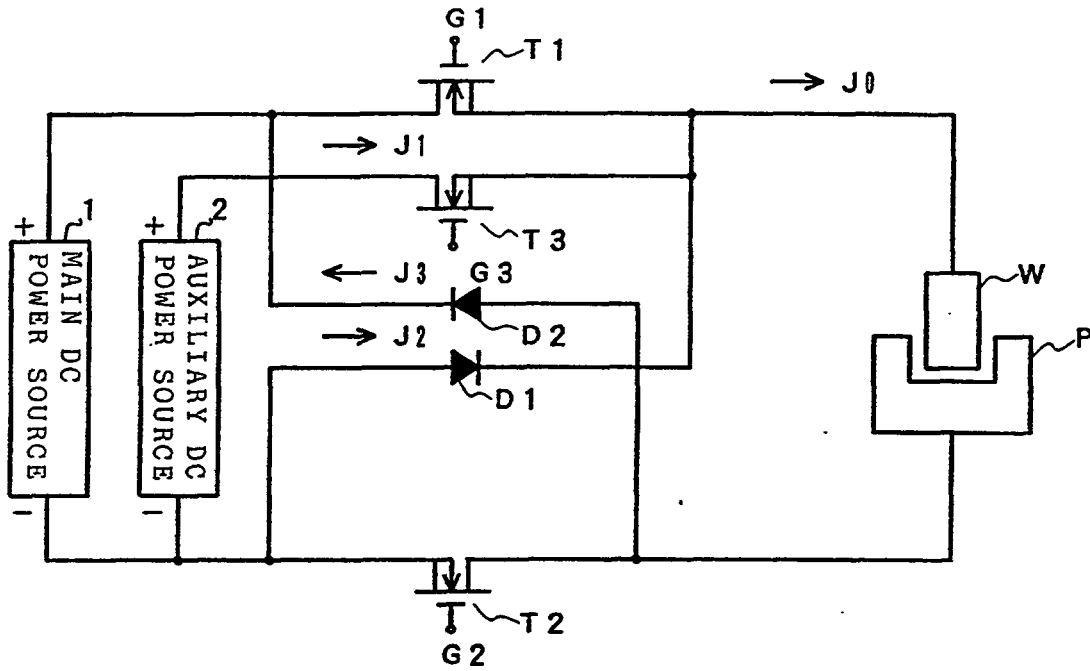 G1
T1
J0
J1
T3
G3
+ 1
MAIN DC
POWER SOURCE
−
+ 2
AUXILIARY DC
POWER SOURCE
−
J3
D2
J2
D1
W
P
T2
G2